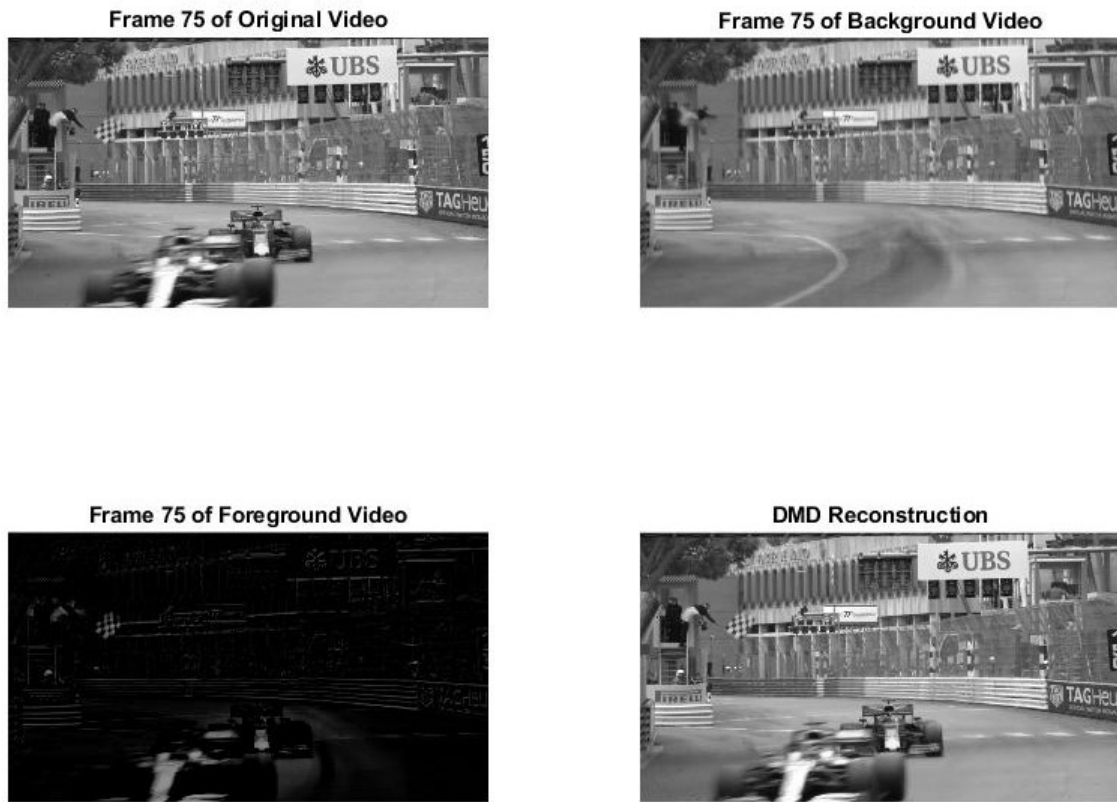 Frame 75 of Original Video
UBS
TAGHeu
Frame 75 of Background Video
UBS
TAGHeu
Frame 75 of Foreground Video
UBS
DMD Reconstruction
UBS
TAGHeu